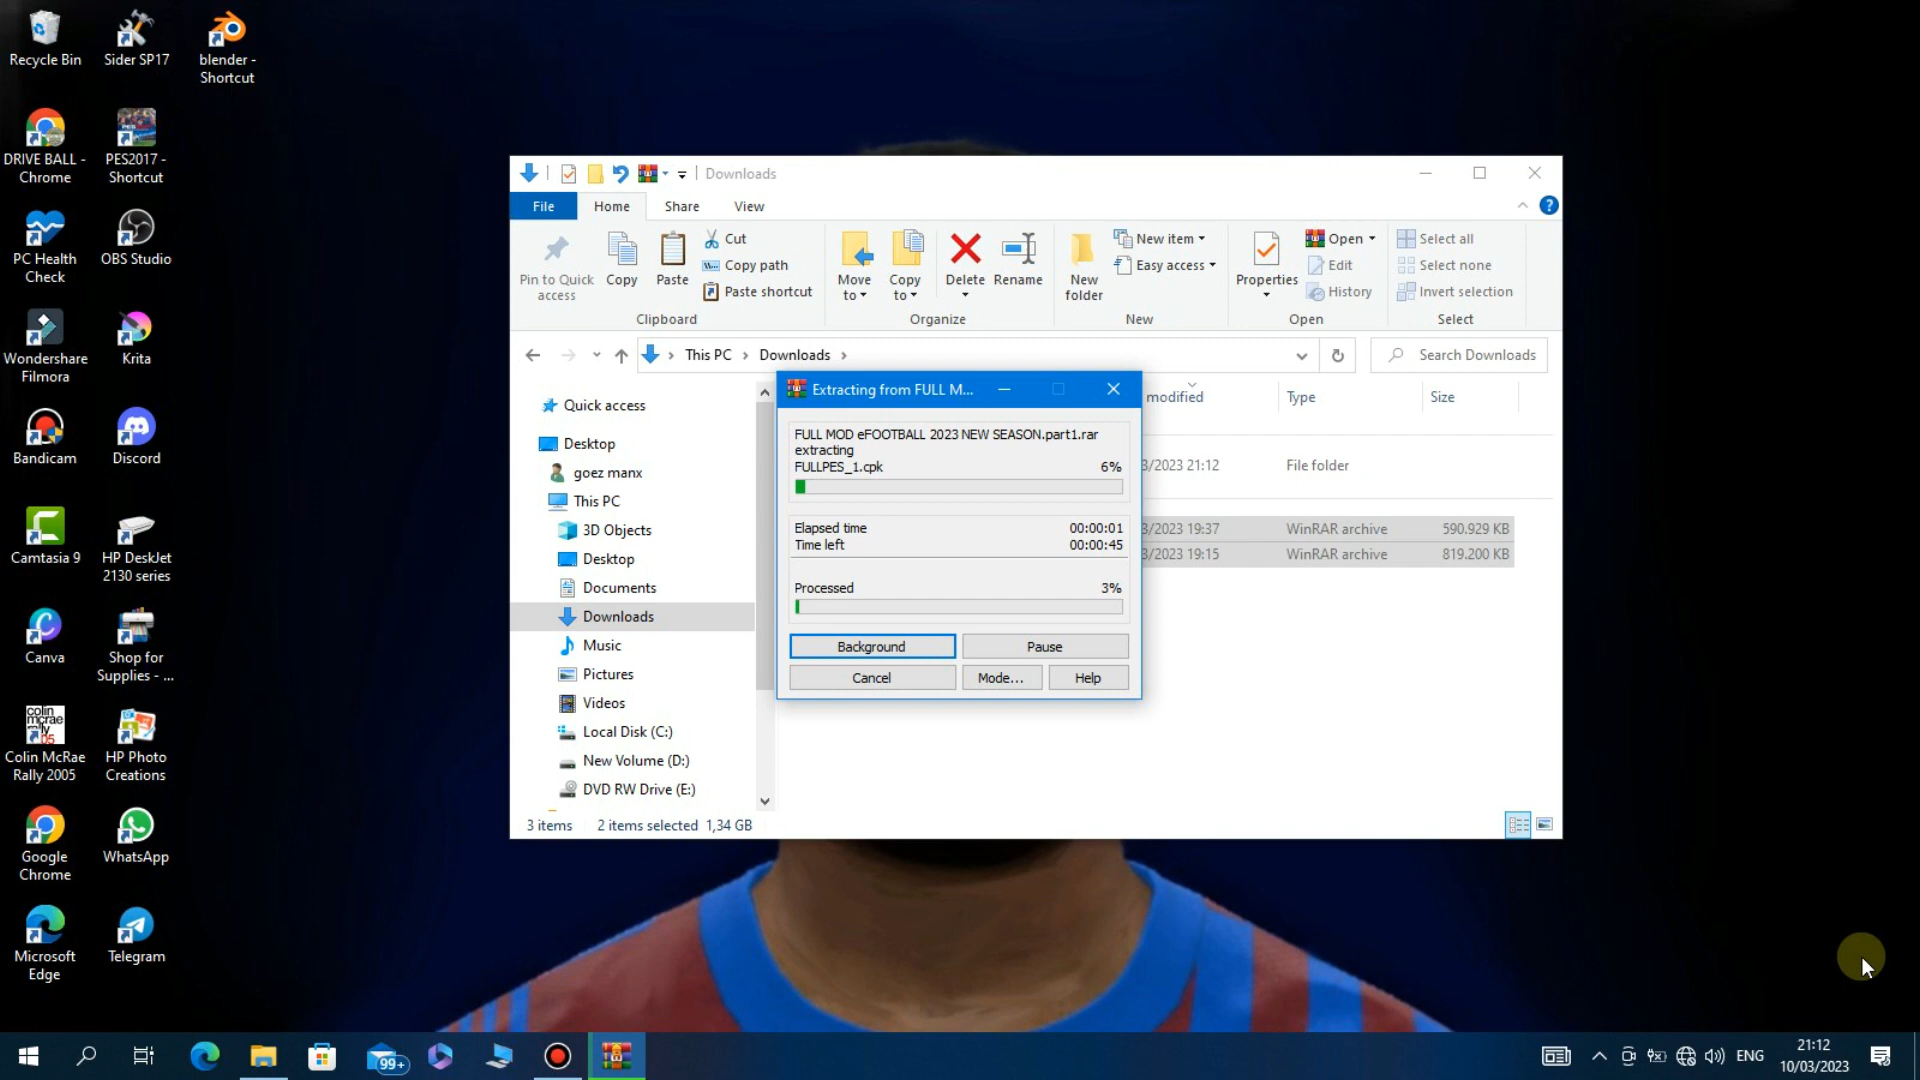 Recycle Bin
Sider SP17
blender -
Shortcut
DRIVE BALL -
Chrome
PES2017 -
Shortcut
PC Health
Check
OBS Studio
Wondershare
Filmora
Krita
Bandicam
Discord
Camtasia 9
HP DeskJet
2130 series
Canva
Shop for
Supplies - ...
colin
mcrae
rally
05
Colin McRae
Rally 2005
HP Photo
Creations
Google
Chrome
WhatsApp
Microsoft
Edge
Telegram
Downloads
File
Home
Share
View
Pin to Quick
access
Copy
Paste
Cut
Copy path
Paste shortcut
Clipboard
Move
to
Copy
to
Delete
Rename
Organize
New
folder
New item
Easy access
New
Properties
Open
Edit
History
Open
Select all
Select none
Invert selection
Select
This PC
Downloads
Search Downloads
modified
Type
Size
Quick access
Desktop
goez manx
This PC
3D Objects
Desktop
Documents
Downloads
Music
Pictures
Videos
Local Disk (C:)
New Volume (D:)
DVD RW Drive (E:)
3/2023 21:12
File folder
3/2023 19:37
WinRAR archive
590.929 KB
3/2023 19:15
WinRAR archive
819.200 KB
Extracting from FULL M...
FULL MOD eFOOTBALL 2023 NEW SEASON.part1.rar
extracting
FULLPES_1.cpk
6%
Elapsed time
00:00:01
Time left
00:00:45
Processed
3%
Background
Pause
Cancel
Mode...
Help
3 items
2 items selected 1,34 GB
99+
ENG
21:12
10/03/2023